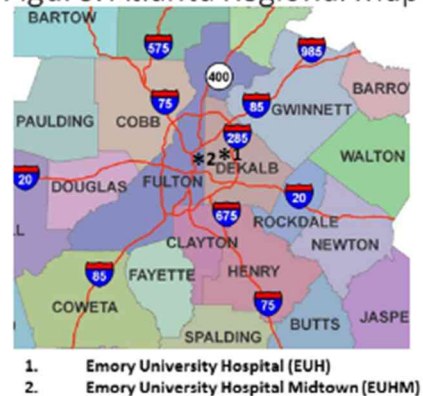 BARTOW
575
985
400
75
85
GWINNETT
BARRO
PAULDING
COBB
285
*2 *1
DEKALB
WALTON
20
DOUGLAS
FULTON
20
675
ROCKDALE
CLAYTON
NEWTON
85
FAYETTE
HENRY
75
COWETA
JASPE
BUTTS
SPALDING
1. Emory University Hospital (EUH)
2. Emory University Hospital Midtown (EUHM)